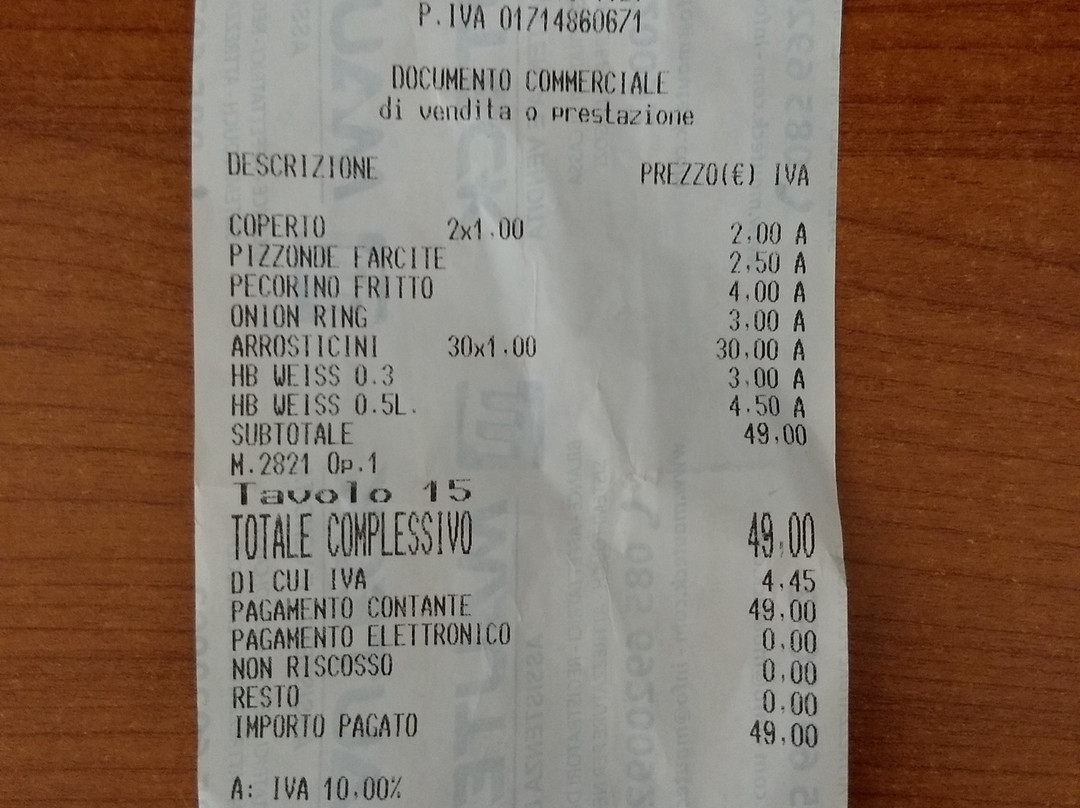 P.IVA 01714860671
DOCUMENTO COMMERCIALE
di vendita o prestazione
DESCRIZIONE PREZZO(€) IVA
COPERTO 2x1.00 2,00 A
PIZZONDE FARCITE 2,50 A
PECORINO FRITTO 4,00 A
ONION RING 3,00 A
ARROSTICINI 30x1.00 30,00 A
HB WEISS 0.3 3,00 A
HB WEISS 0.5L. 4,50 A
SUBTOTALE 49,00
M.2821 Op.1
Tavolo 15
TOTALE COMPLESSIVO 49,00
DI CUI IVA 4,45
PAGAMENTO CONTANTE 49,00
PAGAMENTO ELETTRONICO 0,00
NON RISCOSSO 0,00
RESTO 0,00
IMPORTO PAGATO 49,00
A: IVA 10,00%